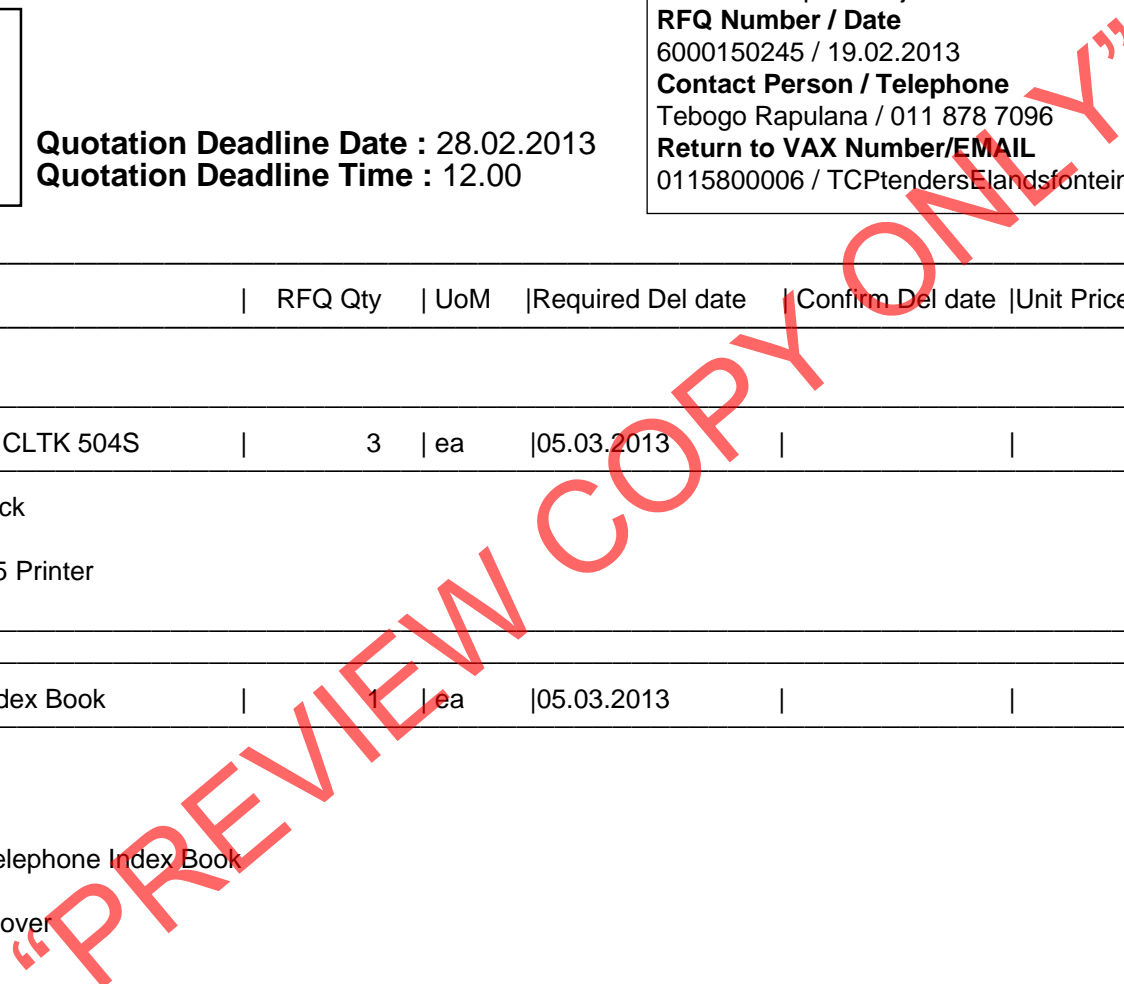 RFQ Number / Date
6000150245 / 19.02.2013
Contact Person / Telephone
Tebogo Rapulana / 011 878 7096
Return to VAX Number/EMAIL
0115800006 / TCPtendersElandsfontein
Quotation Deadline Date : 28.02.2013
Quotation Deadline Time : 12.00
| RFQ Qty | UoM |Required Del date | Confirm Del date |Unit Price
CLTK 504S | 3 | ea |05.03.2013 | |
ck
5 Printer
dex Book | 1 | ea |05.03.2013 | |
elephone Index Book
over
“PREVIEW COPY ONLY”